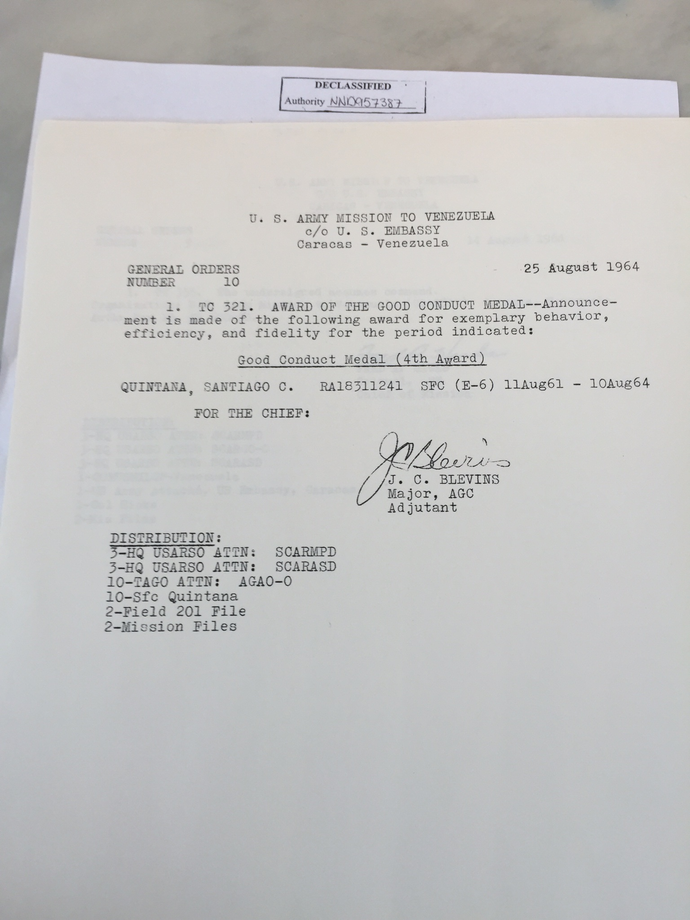 DECLASSIFIED
Authority NND957387
U. S. ARMY MISSION TO VENEZUELA
c/o U. S. EMBASSY
Caracas - Venezuela
GENERAL ORDERS 25 August 1964
NUMBER 10
1. TC 321. AWARD OF THE GOOD CONDUCT MEDAL--Announce-
ment is made of the following award for exemplary behavior,
efficiency, and fidelity for the period indicated:
Good Conduct Medal (4th Award)
QUINTANA, SANTIAGO C. RA18311241 SFC (E-6) 11Aug61 - 10Aug64
FOR THE CHIEF:
J C Blevins
J. C. BLEVINS
Major, AGC
Adjutant
DISTRIBUTION:
3-HQ USARSO ATTN: SCARMPD
3-HQ USARSO ATTN: SCARASD
10-TAGO ATTN: AGAO-O
10-Sfc Quintana
2-Field 201 File
2-Mission Files